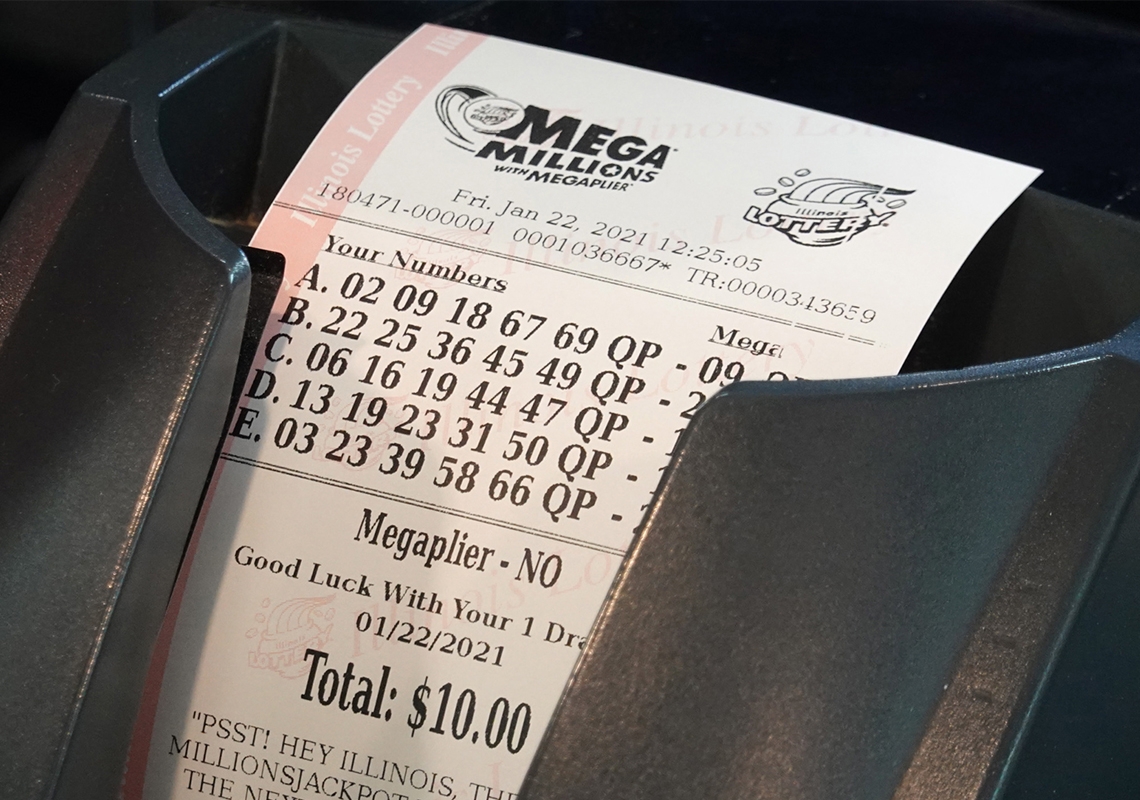 Illinois Lottery
MEGA
MILLIONS
WITH MEGAPLIER
Illinois
LOTTERY
Fri. Jan 22, 2021 12:25:05
180471-000001 0001036667* TR:0000343659
Your Numbers Mega
A. 02 09 18 67 69 QP - 09
B. 22 25 36 45 49 QP -
C. 06 16 19 44 47 QP -
D. 13 19 23 31 50 QP -
E. 03 23 39 58 66 QP -
Megaplier - NO
Good Luck With Your 1
01/22/2021
Total: $10.00
"PSST! HEY ILLINOIS,
MILLIONSJACKPOT
THE